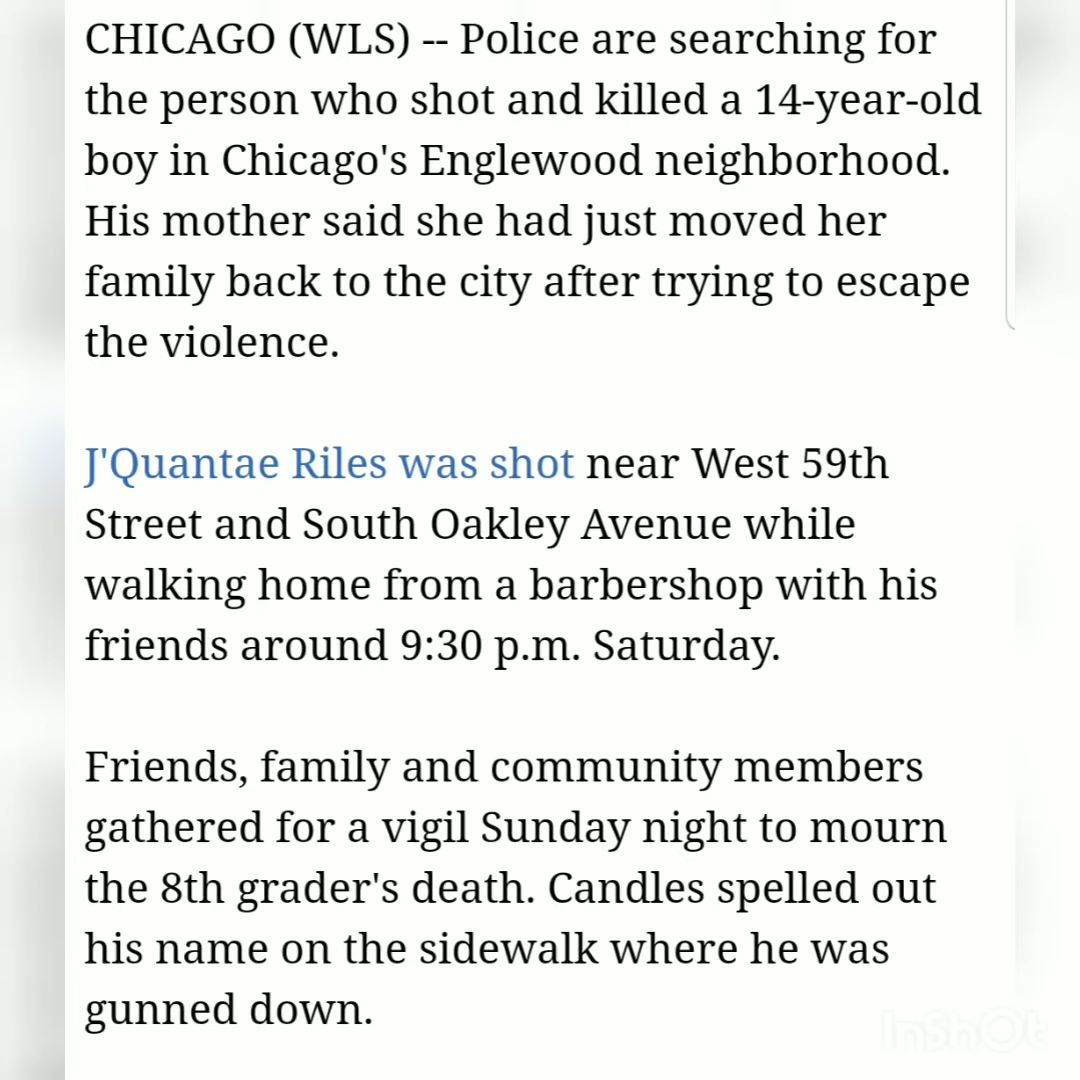 CHICAGO (WLS) -- Police are searching for
the person who shot and killed a 14-year-old
boy in Chicago's Englewood neighborhood.
His mother said she had just moved her
family back to the city after trying to escape
the violence.
J'Quantae Riles was shot near West 59th
Street and South Oakley Avenue while
walking home from a barbershop with his
friends around 9:30 p.m. Saturday.
Friends, family and community members
gathered for a vigil Sunday night to mourn
the 8th grader's death. Candles spelled out
his name on the sidewalk where he was
gunned down.
InShOt